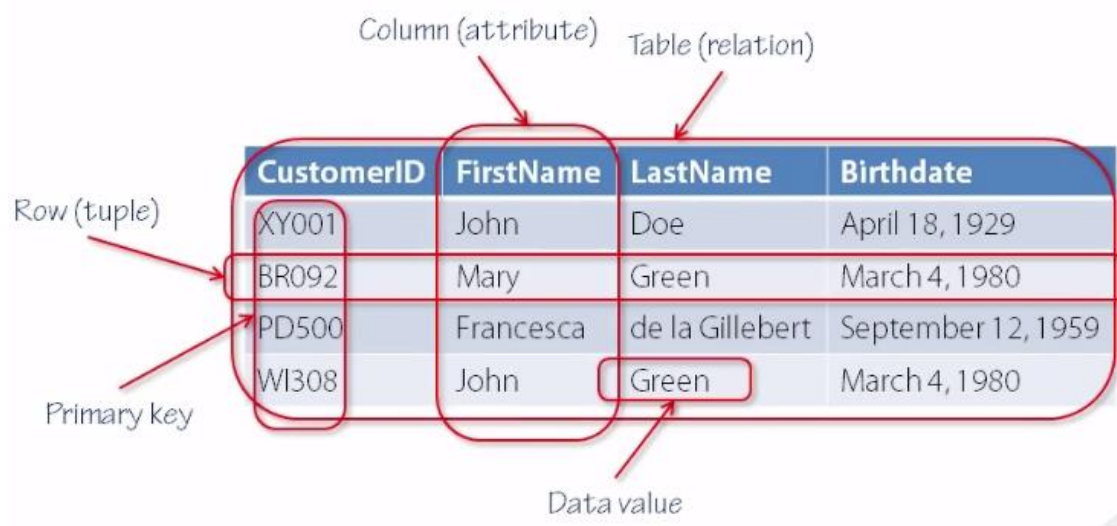 Column (attribute)
Table (relation)
CustomerID FirstName LastName Birthdate
Row (tuple)
XY001 John Doe April 18, 1929
BR092 Mary Green March 4, 1980
PD500 Francesca de la Gillebert September 12, 1959
WI308 John Green March 4, 1980
Primary key
Data value